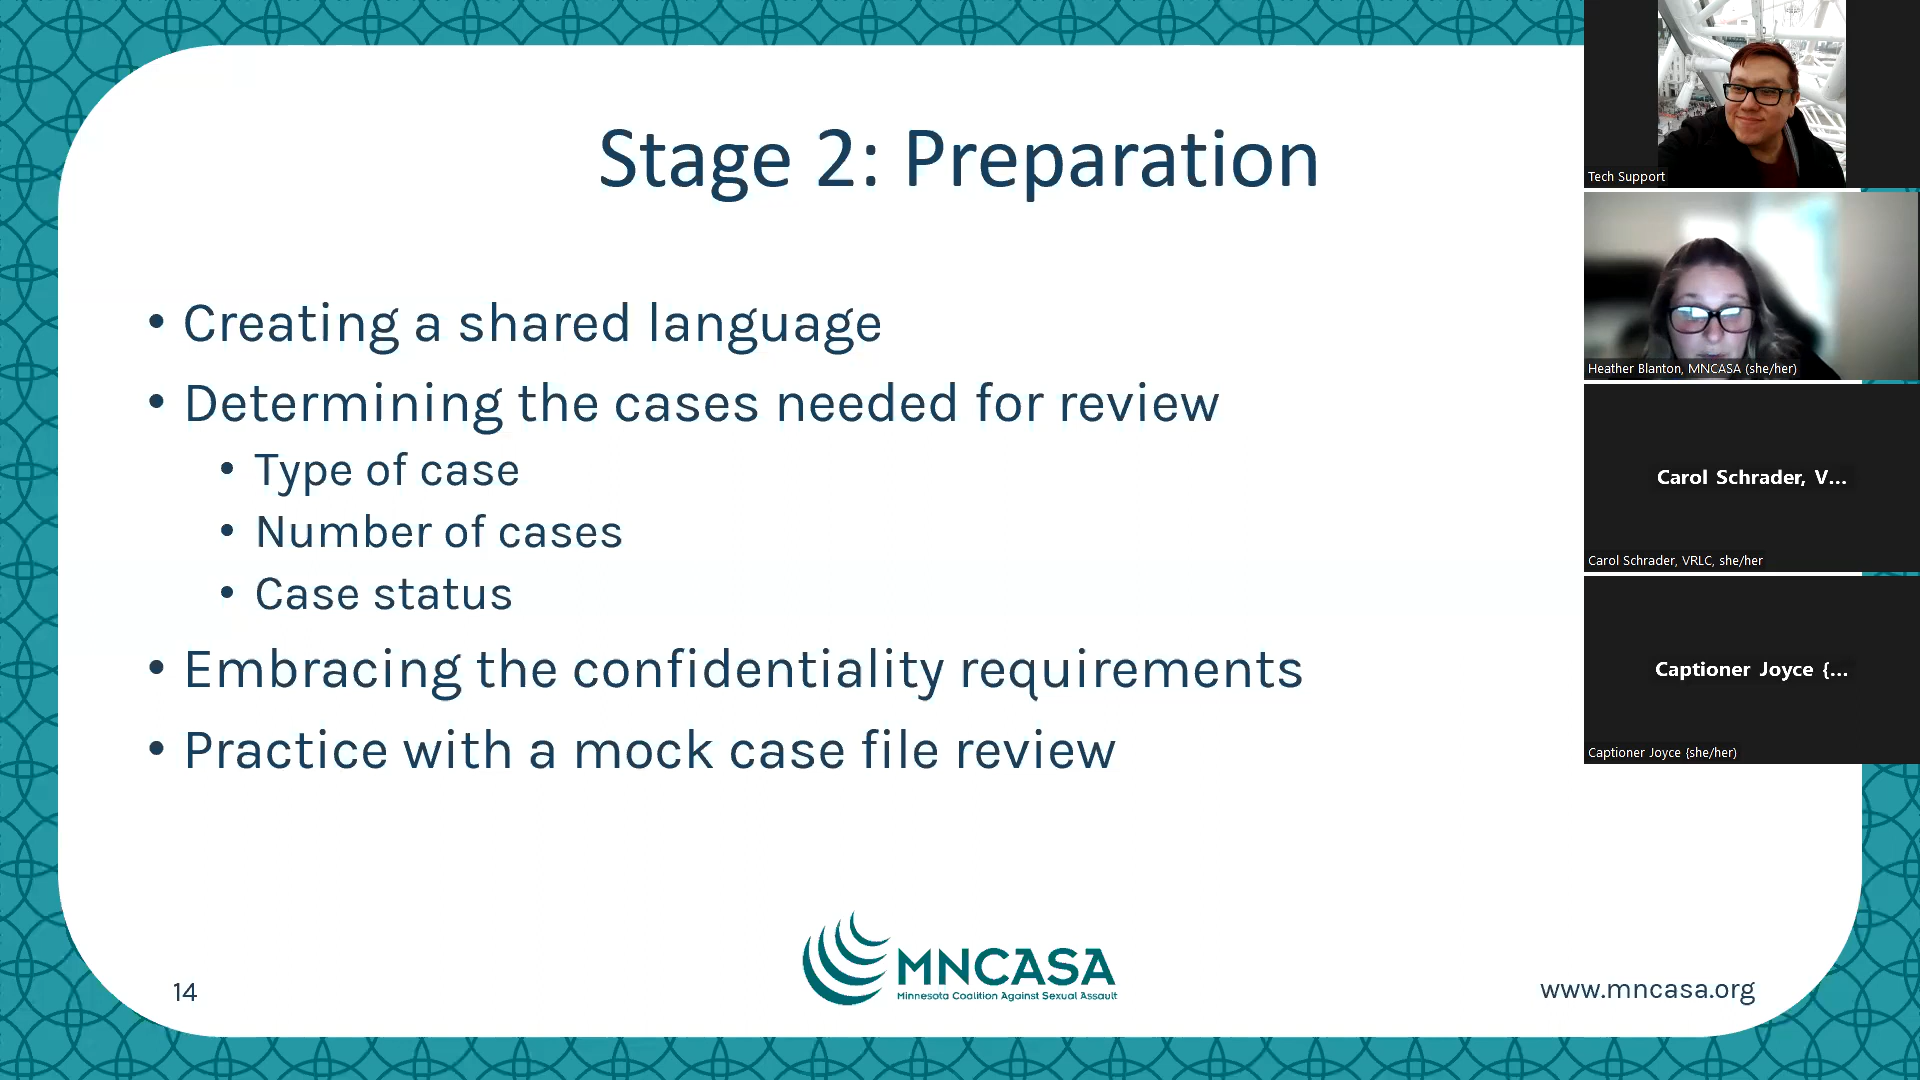 Stage 2: Preparation
• Creating a shared language
• Determining the cases needed for review
• Type of case
• Number of cases
• Case status
• Embracing the confidentiality requirements
• Practice with a mock case file review
14
MNCASA
Minnesota Coalition Against Sexual Assault
www.mncasa.org
Tech Support
Heather Blanton, MNCASA (she/her)
Carol Schrader, V...
Carol Schrader, VRLC, she/her
Captioner Joyce {...
Captioner Joyce {she/her)